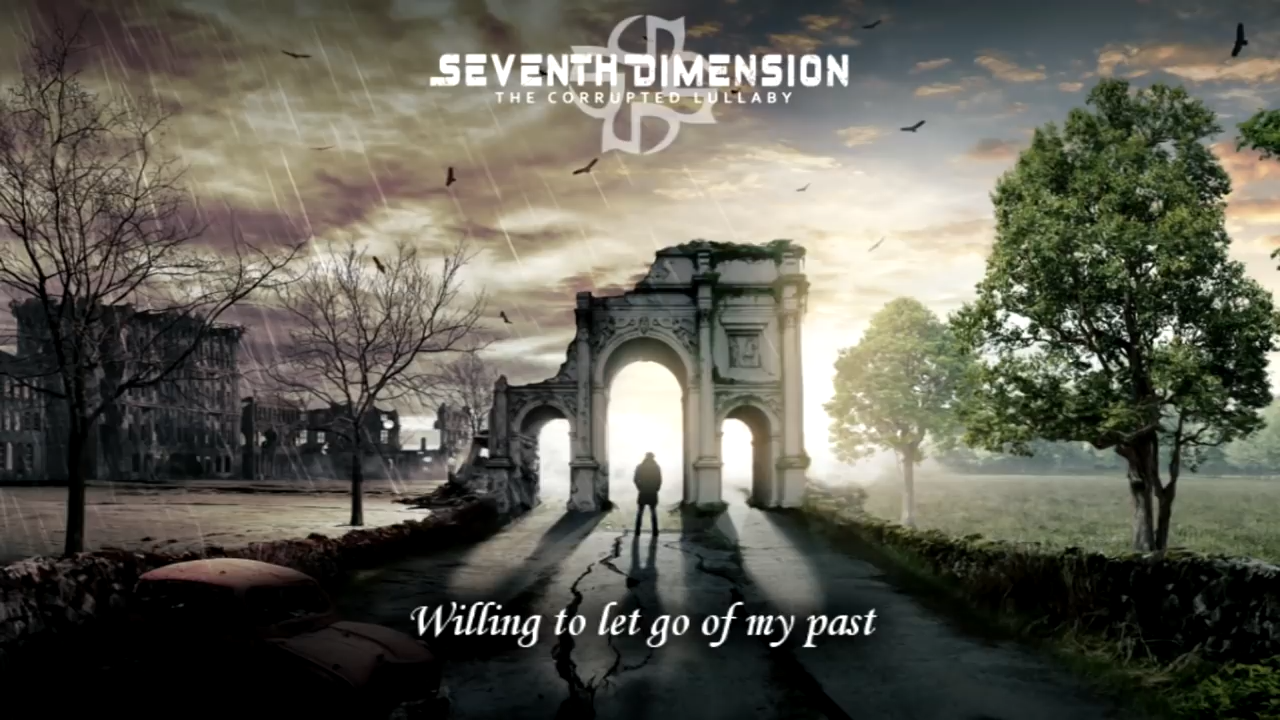 SEVENTH DIMENSION
THE CORRUPTED LULLABY
Willing to let go of my past